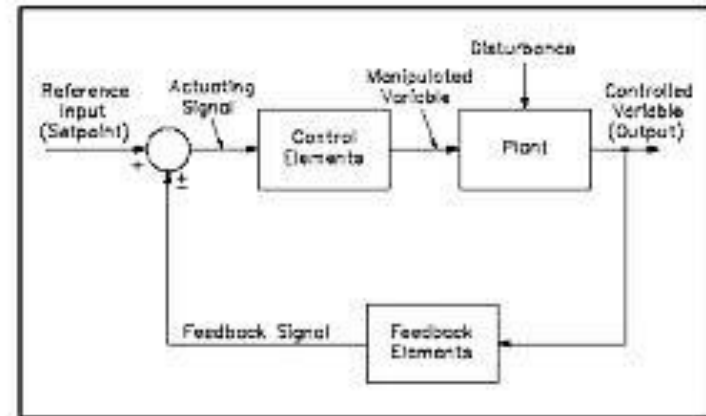 Disturbance
Reference
Input
(Setpoint)
Actuating
Signal
Manipulated
Variable
Controlled
Variable
(Output)
+
±
Control
Elements
Plant
Feedback Signal
Feedback
Elements